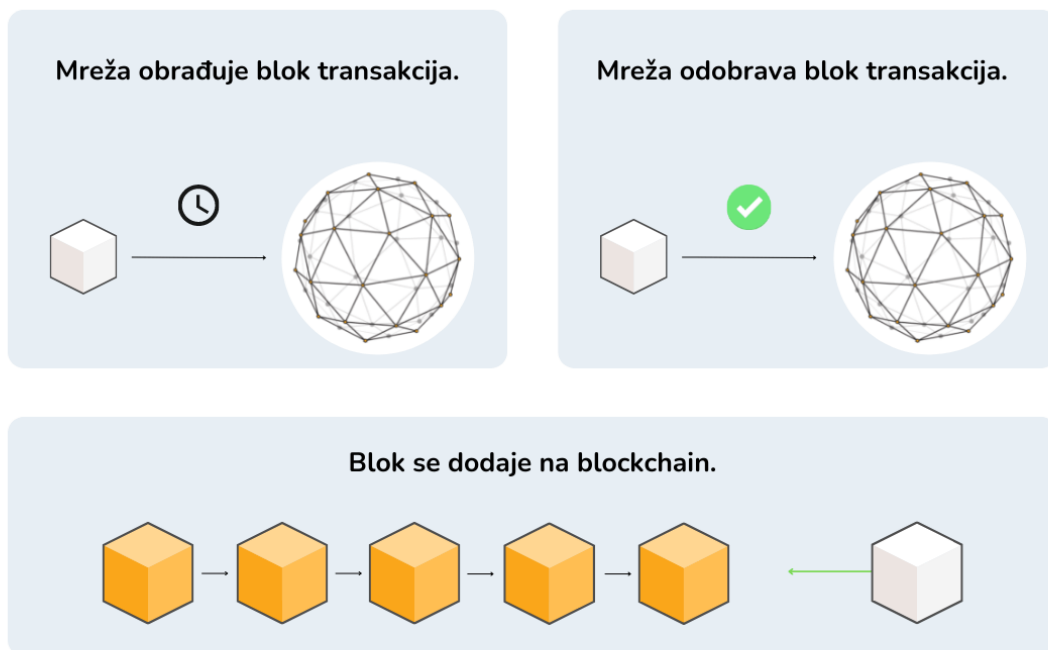 Mreža obrađuje blok transakcija.
Mreža odobrava blok transakcija.
Blok se dodaje na blockchain.